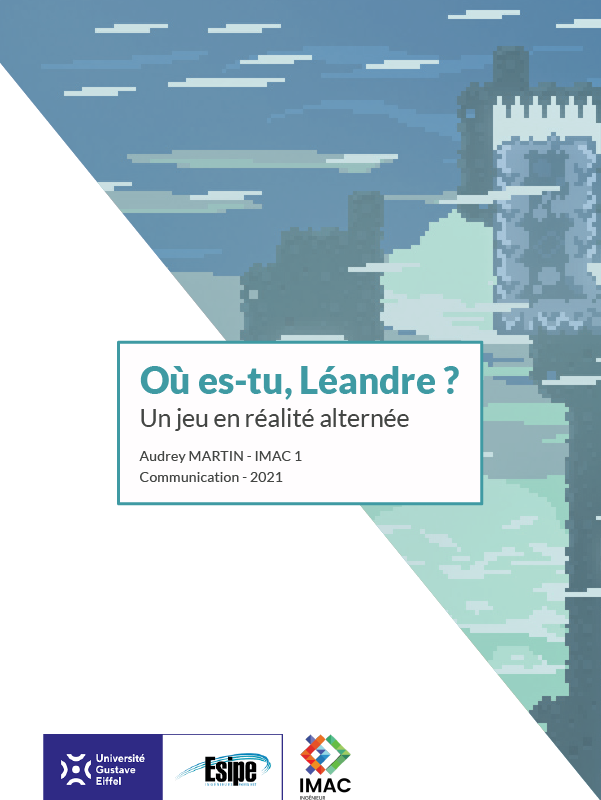 Où es-tu, Léandre ?
Un jeu en réalité alternée
Audrey MARTIN - IMAC 1
Communication - 2021
Université
Gustave
Eiffel
Esipe
IMAC
INGÉNIEUR